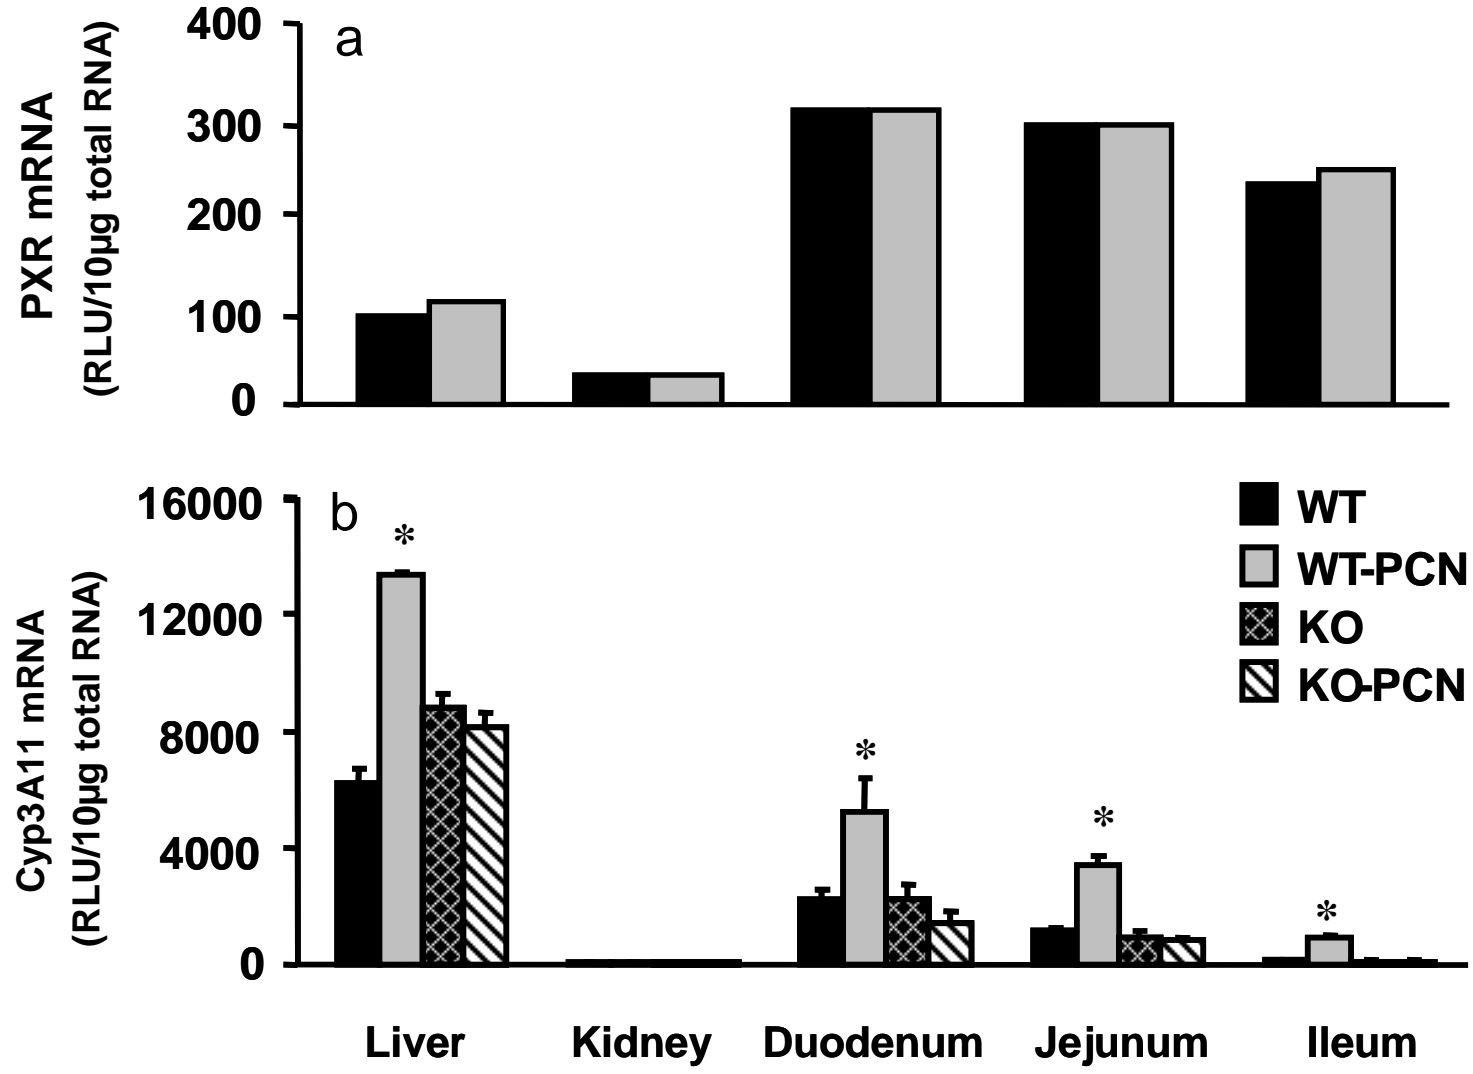 a
PXR mRNA
(RLU/10µg total RNA)
400
300
200
100
0
b
Cyp3A11 mRNA
(RLU/10µg total RNA)
16000
12000
8000
4000
0
*
*
*
*
WT
WT-PCN
KO
KO-PCN
Liver Kidney Duodenum Jejunum Ileum